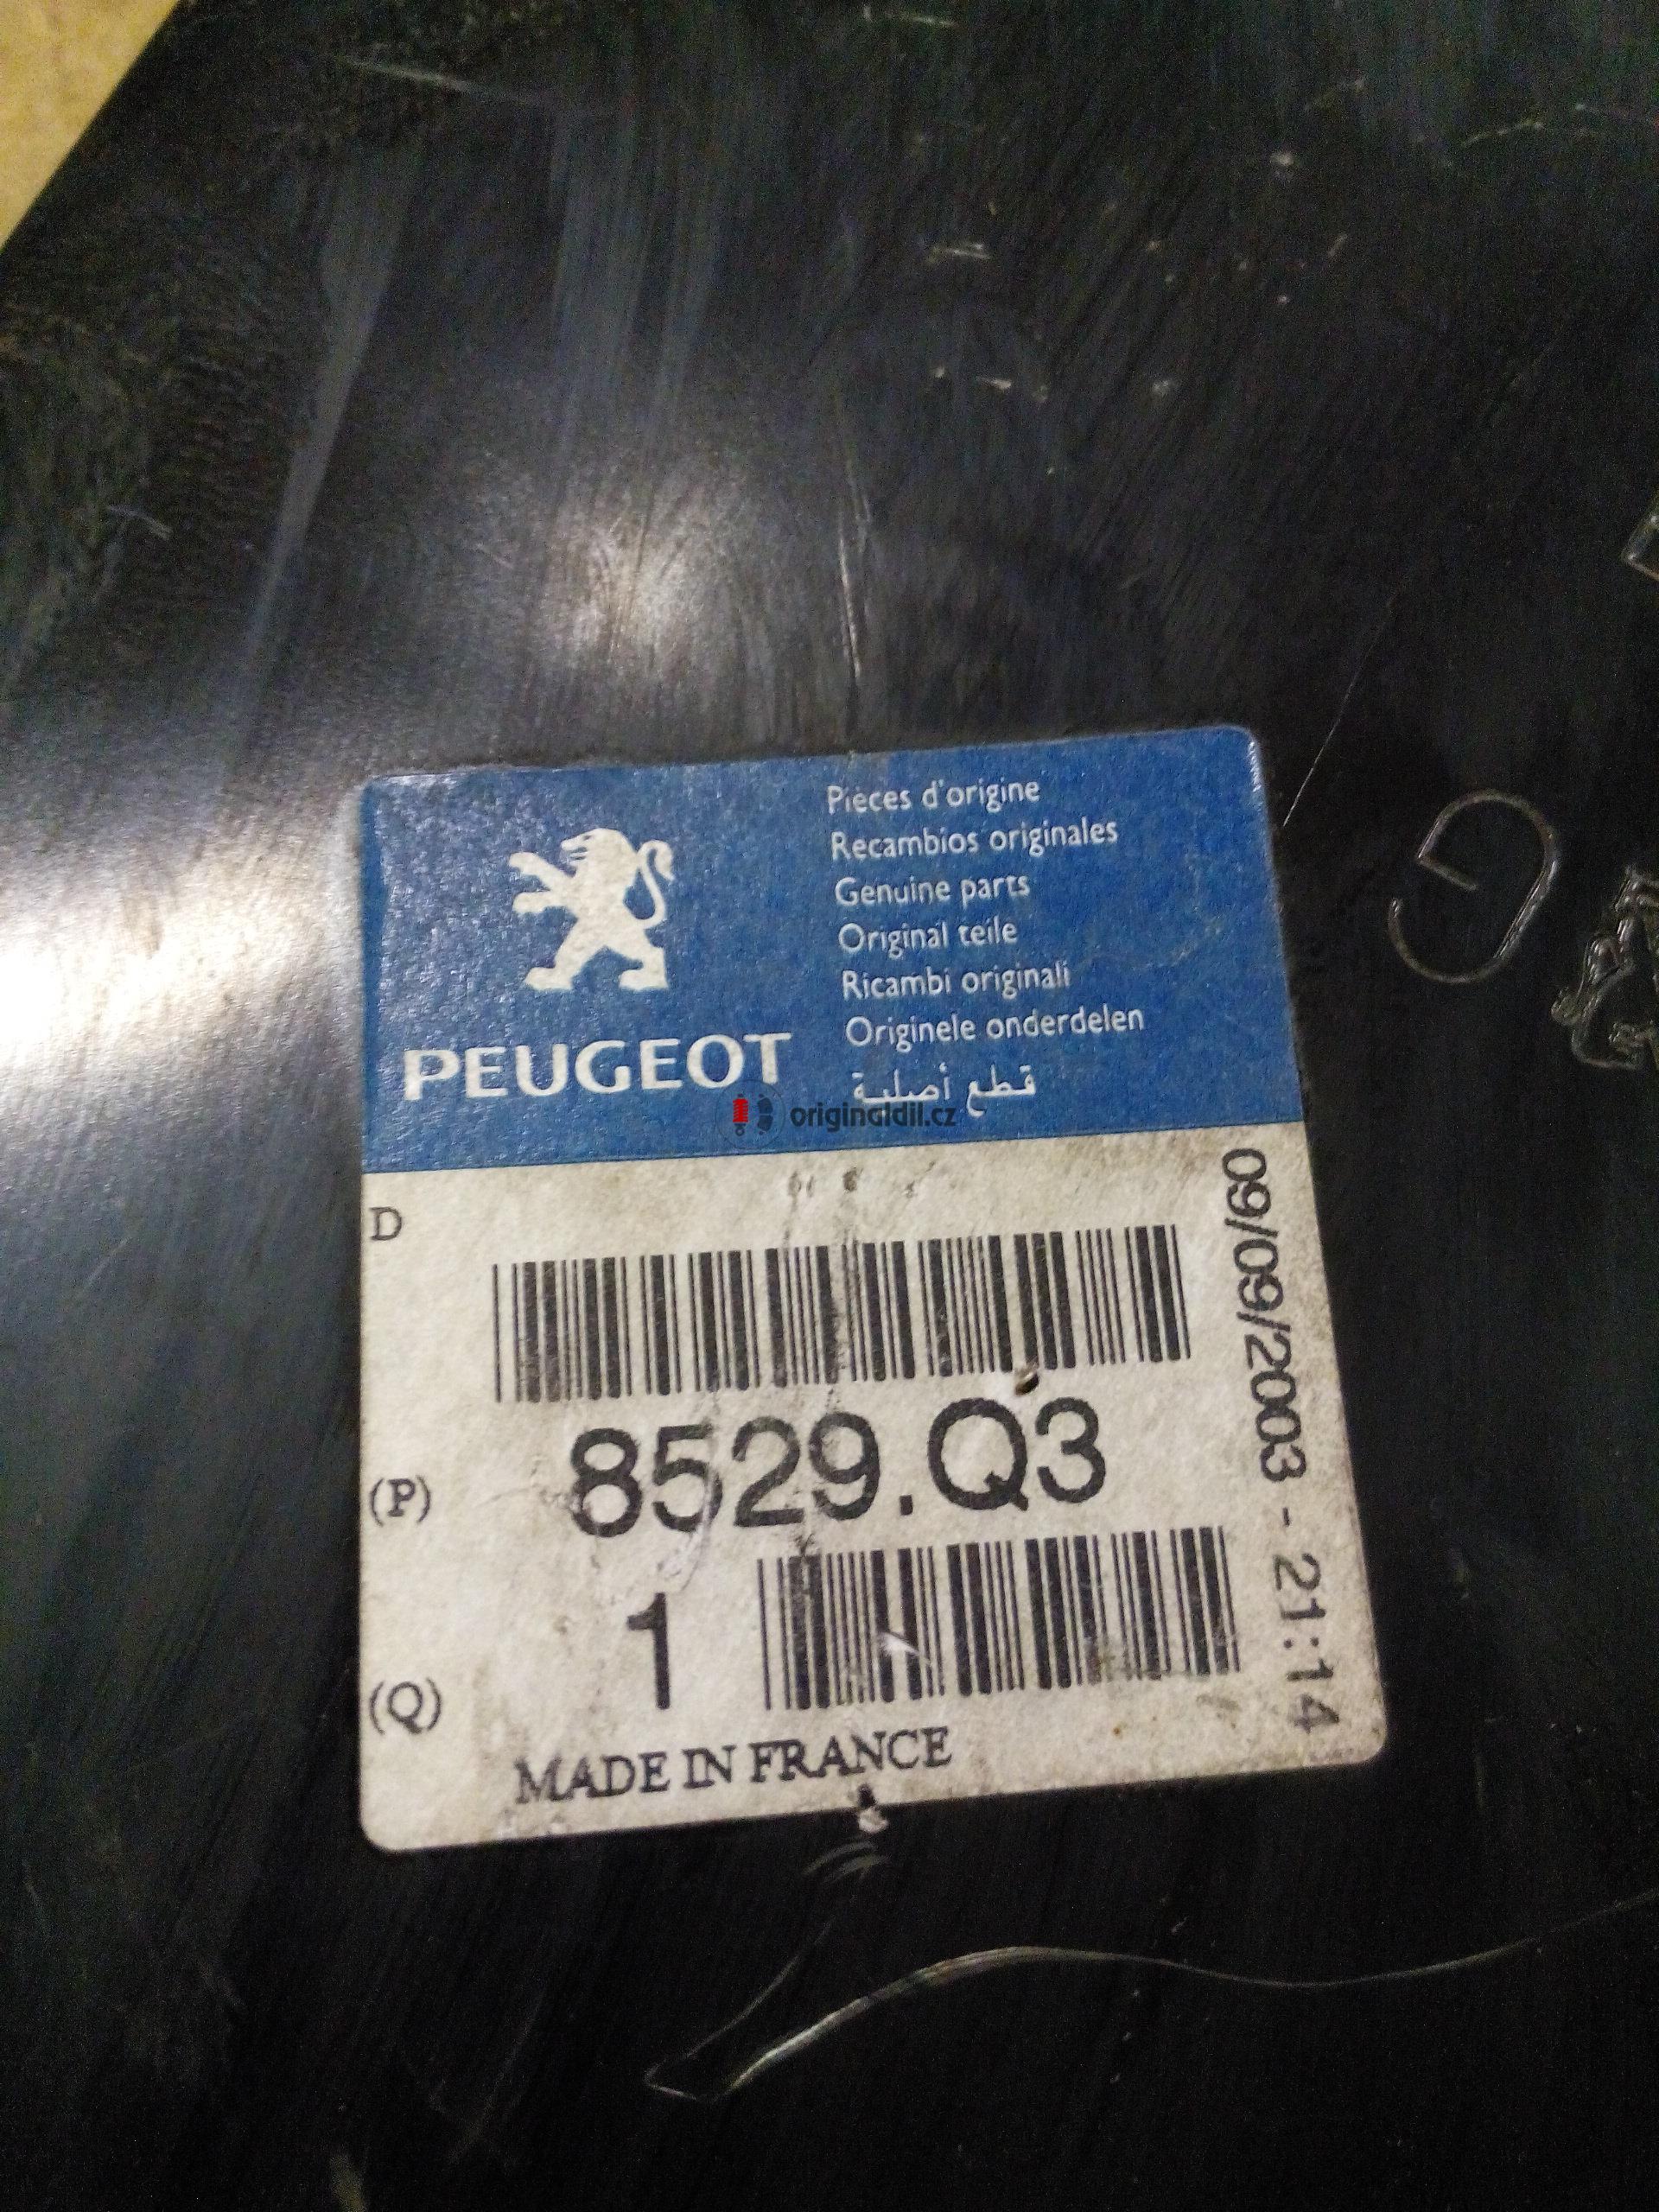 Pièces d'origine
Recambios originales
Genuine parts
Original teile
Ricambi originali
Originele onderdelen
قطع أصلية
PEUGEOT
originaldil.cz
D
09/09/2003 - 21:14
(P)
8529.Q3
(Q)
1
MADE IN FRANCE
G